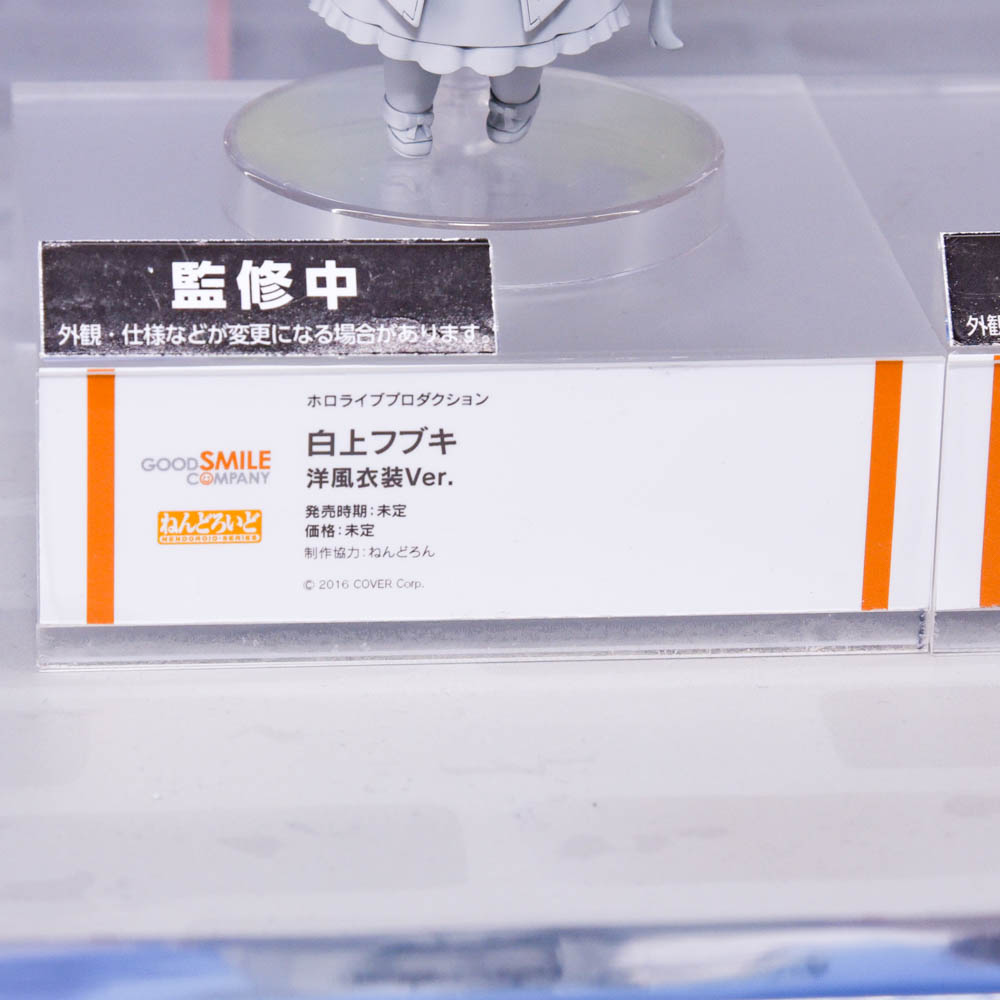 監修中
外観・仕様などが変更になる場合があります。
ホロライブプロダクション
白上フブキ
洋風衣装Ver.
発売時期：未定
価格：未定
制作協力：ねんどろん
© 2016 COVER Corp.
GOOD SMILE
COMPANY
ねんどろいど
NENDOROID-SERIES
外観